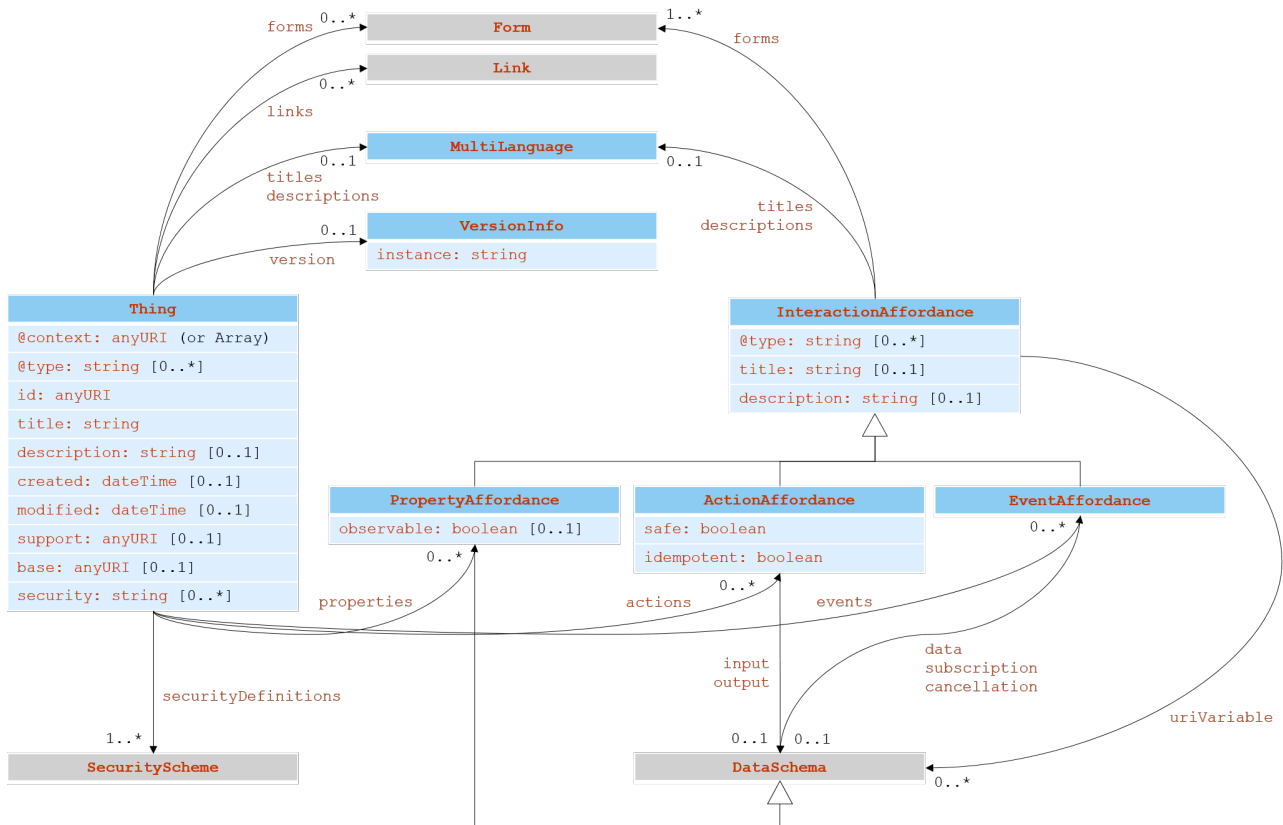 forms 0..*
Form
1..*
forms
Link
0..*
links
MultiLanguage
0..1
0..1
titles
descriptions
titles
descriptions
VersionInfo
0..1
instance: string
version
Thing
@context: anyURI (or Array)
@type: string [0..*]
id: anyURI
title: string
description: string [0..1]
created: dateTime [0..1]
modified: dateTime [0..1]
support: anyURI [0..1]
base: anyURI [0..1]
security: string [0..*]
InteractionAffordance
@type: string [0..*]
title: string [0..1]
description: string [0..1]
PropertyAffordance
observable: boolean [0..1]
0..*
ActionAffordance
safe: boolean
idempotent: boolean
0..*
EventAffordance
0..*
properties
actions
events
input
output
data
subscription
cancellation
securityDefinitions
uriVariable
1..*
0..1
0..1
SecurityScheme
DataSchema
0..*